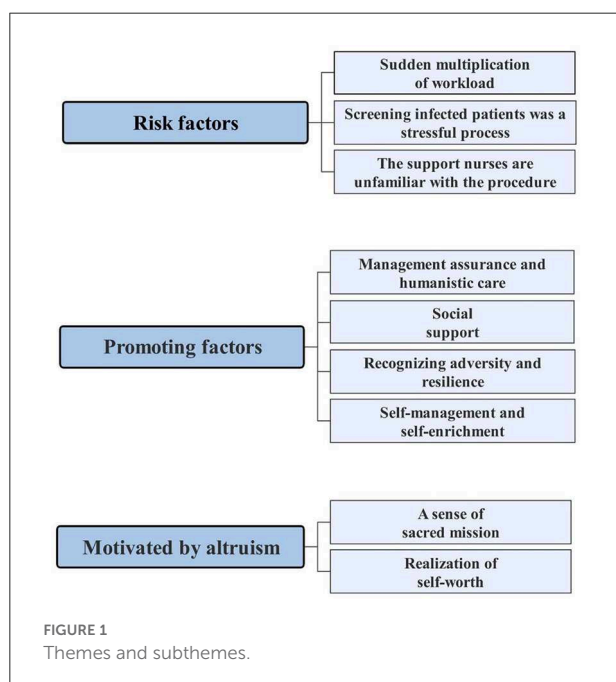 Risk factors
Sudden multiplication
of workload
Screening infected patients was a
stressful process
The support nurses are
unfamiliar with the procedure
Promoting factors
Management assurance and
humanistic care
Social
support
Recognizing adversity and
resilience
Self-management and
self-enrichment
Motivated by altruism
A sense of
sacred mission
Realization of
self-worth
FIGURE 1
Themes and subthemes.